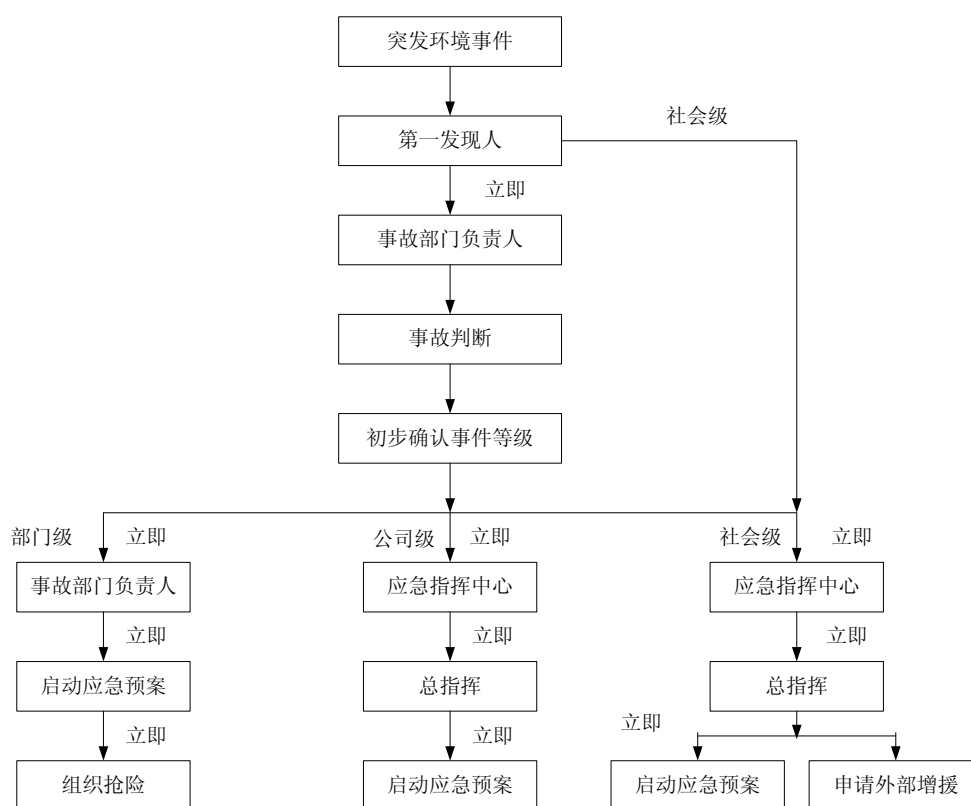 突发环境事件
社会级
第一发现人
立即
事故部门负责人
事故判断
初步确认事件等级
部门级 立即 公司级 立即 社会级 立即
事故部门负责人 应急指挥中心 应急指挥中心
立即 立即 立即
启动应急预案 总指挥 总指挥
立即 立即 立即
组织抢险 启动应急预案 启动应急预案 申请外部增援